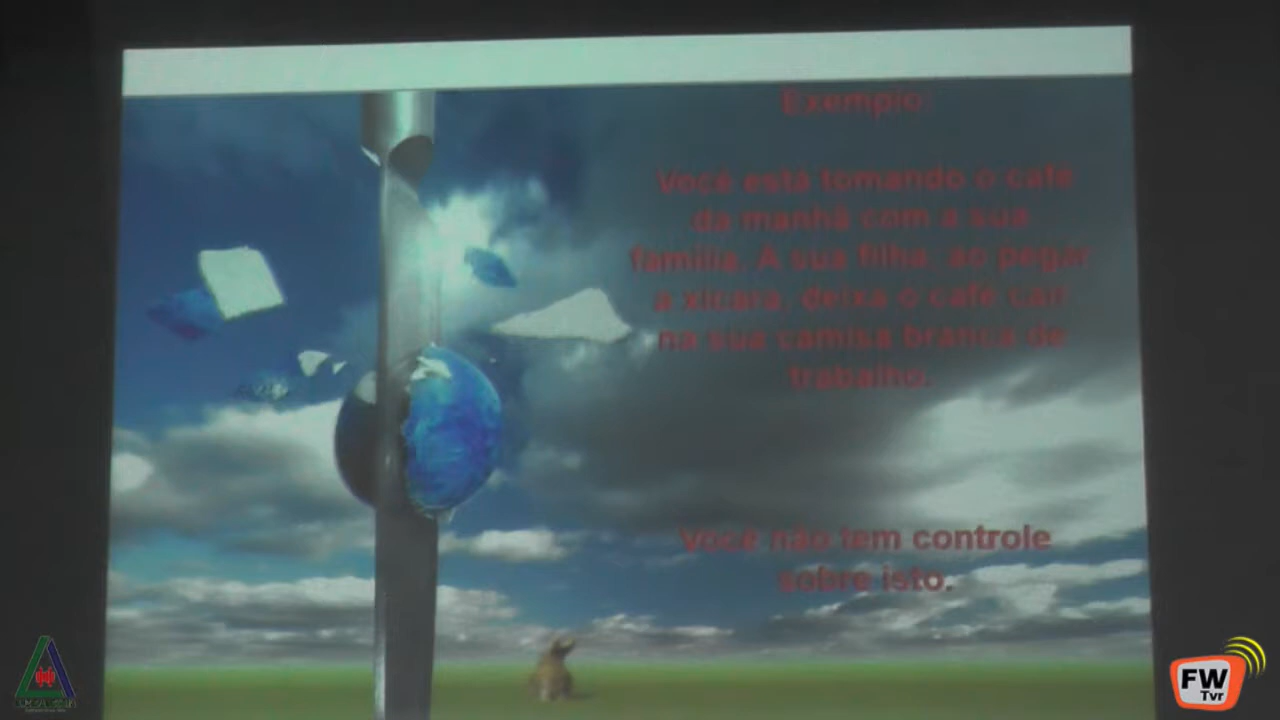 Exemplo:
Você está tomando o café
da manhã com a sua
família. A sua filha, ao pegar
a xícara, deixa o café cair
na sua camisa branca de
trabalho.
Você não tem controle
sobre isto.
FW
Tvr